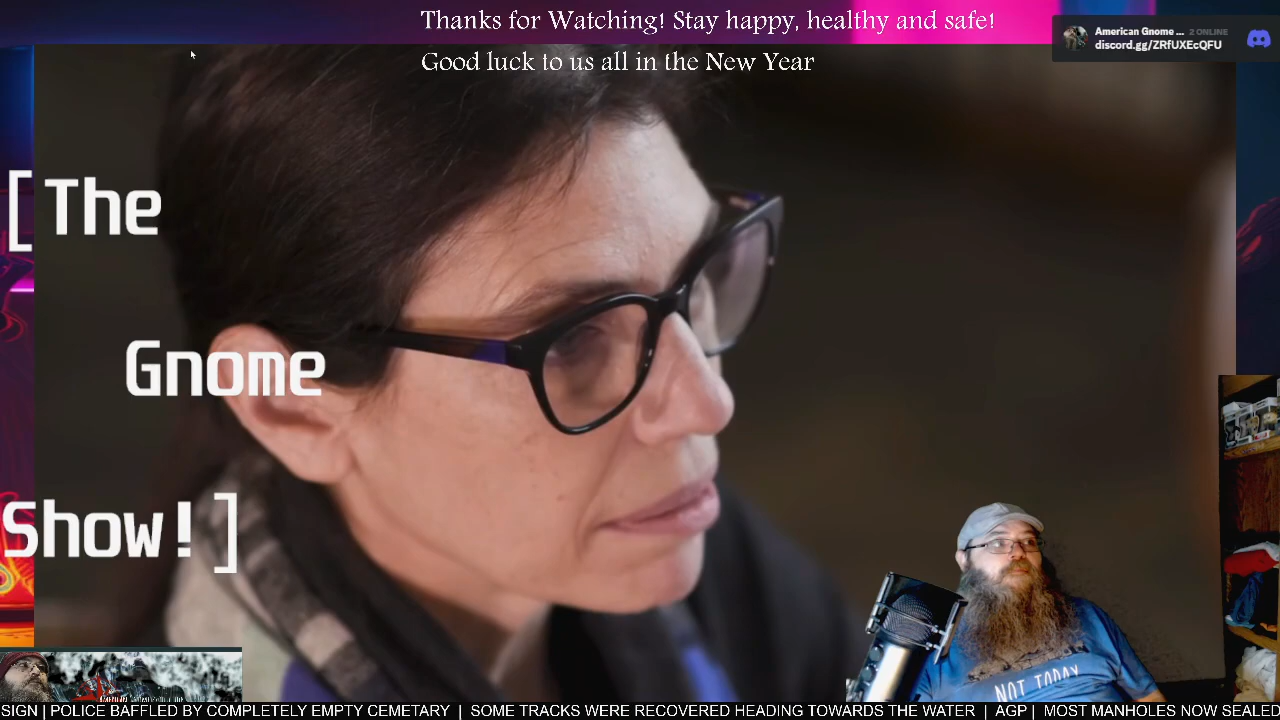 Thanks for Watching! Stay happy, healthy and safe!
Good luck to us all in the New Year
American Gnome ... 2 ONLINE
discord.gg/ZRfUXEcQFU
[The
Gnome
Show!]
NOT TODAY
SIGN | POLICE BAFFLED BY COMPLETELY EMPTY CEMETARY | SOME TRACKS WERE RECOVERED HEADING TOWARDS THE WATER | AGP | MOST MANHOLES NOW SEALED